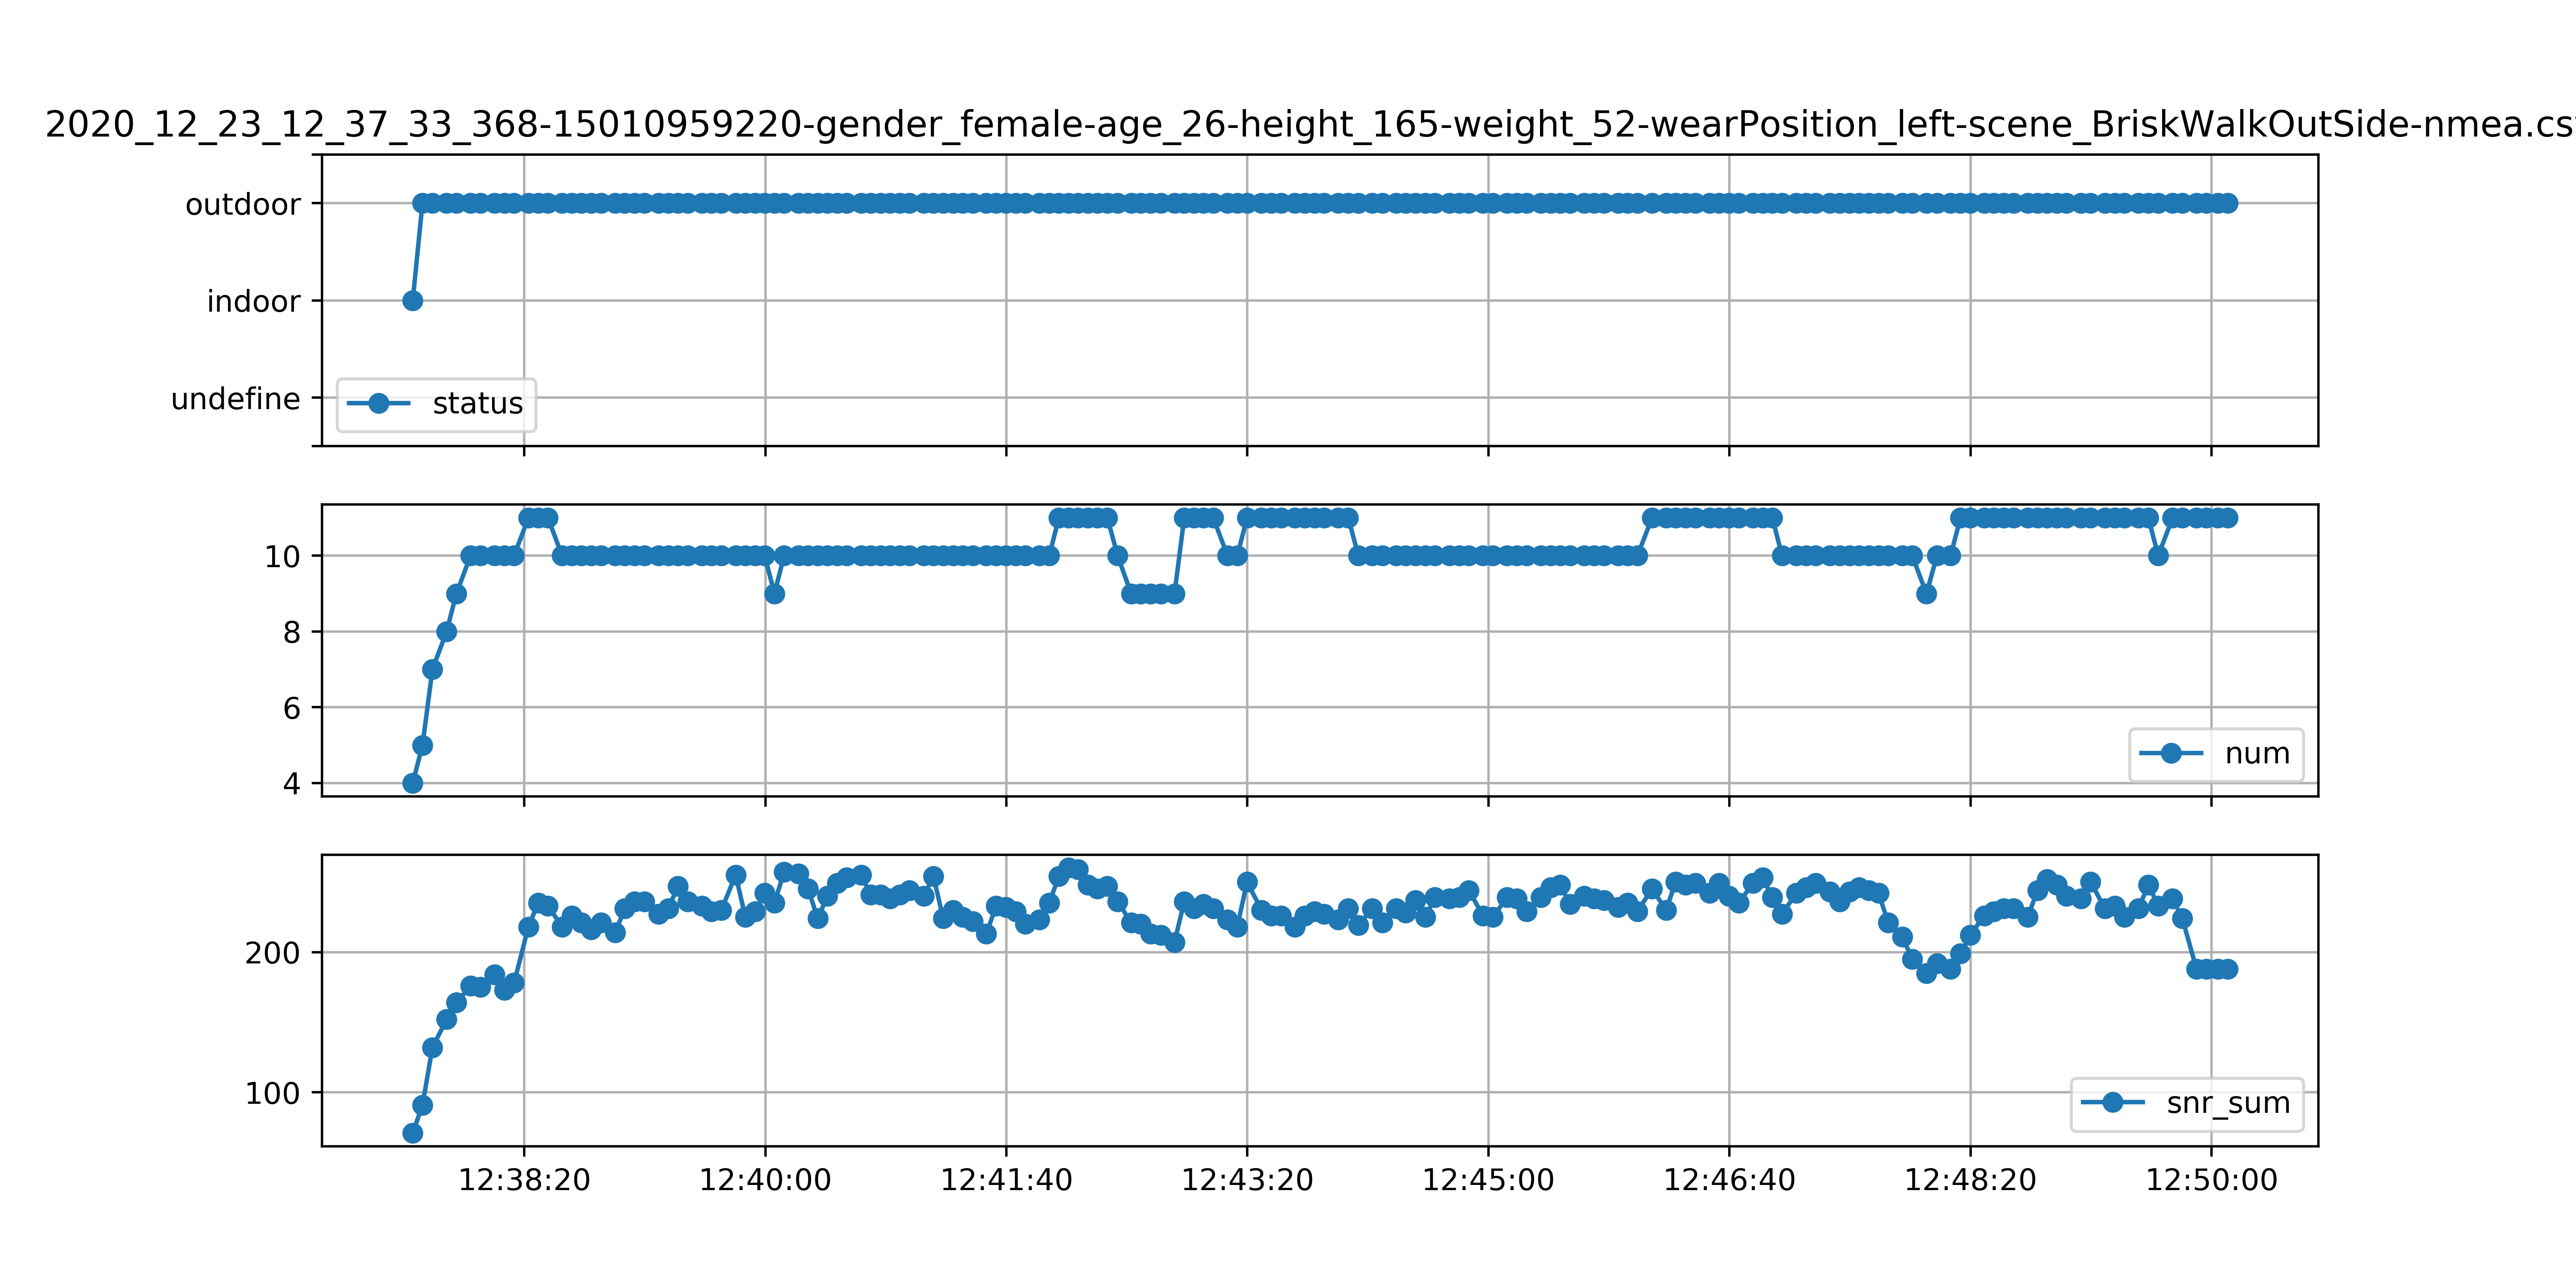 2020_12_23_12_37_33_368-15010959220-gender_female-age_26-height_165-weight_52-wearPosition_left-scene_BriskWalkOutSide-nmea.cs
outdoor
indoor
undefine
status
10
8
6
4
num
200
100
snr_sum
12:38:20 12:40:00 12:41:40 12:43:20 12:45:00 12:46:40 12:48:20 12:50:00